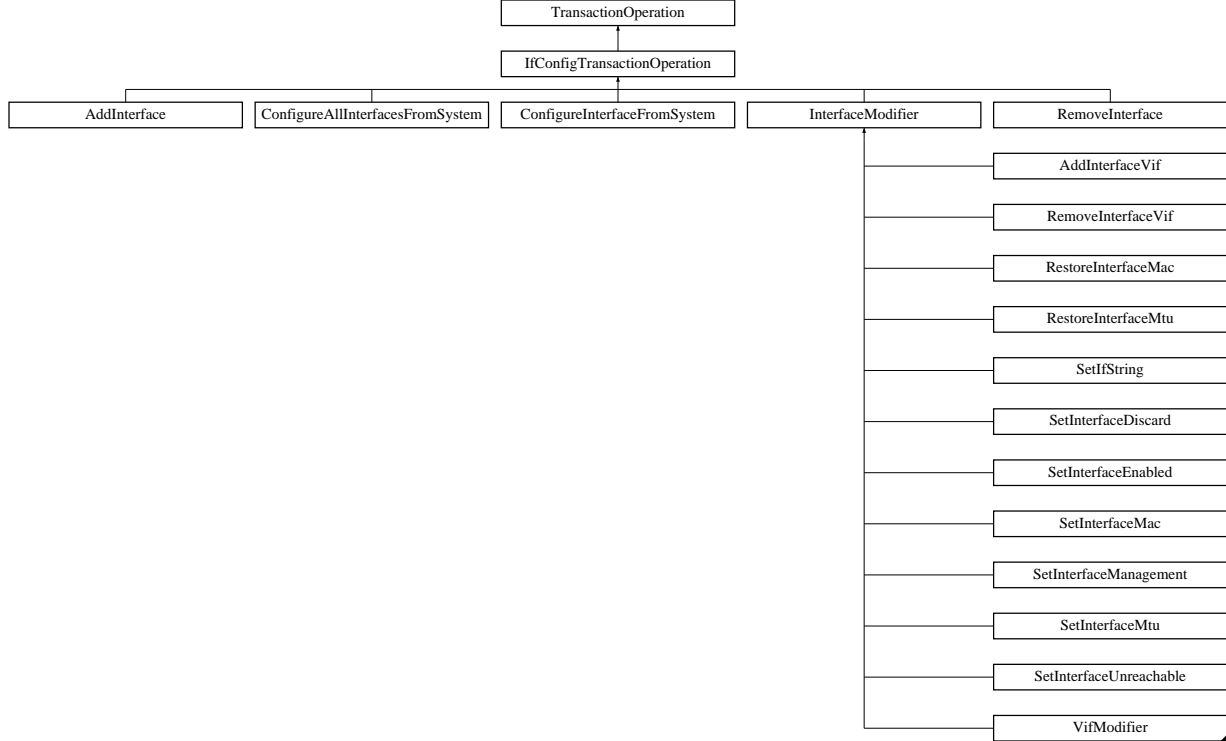 TransactionOperation
IfConfigTransactionOperation
AddInterface
ConfigureAllInterfacesFromSystem
ConfigureInterfaceFromSystem
InterfaceModifier
RemoveInterface
AddInterfaceVif
RemoveInterfaceVif
RestoreInterfaceMac
RestoreInterfaceMtu
SetIfString
SetInterfaceDiscard
SetInterfaceEnabled
SetInterfaceMac
SetInterfaceManagement
SetInterfaceMtu
SetInterfaceUnreachable
VifModifier